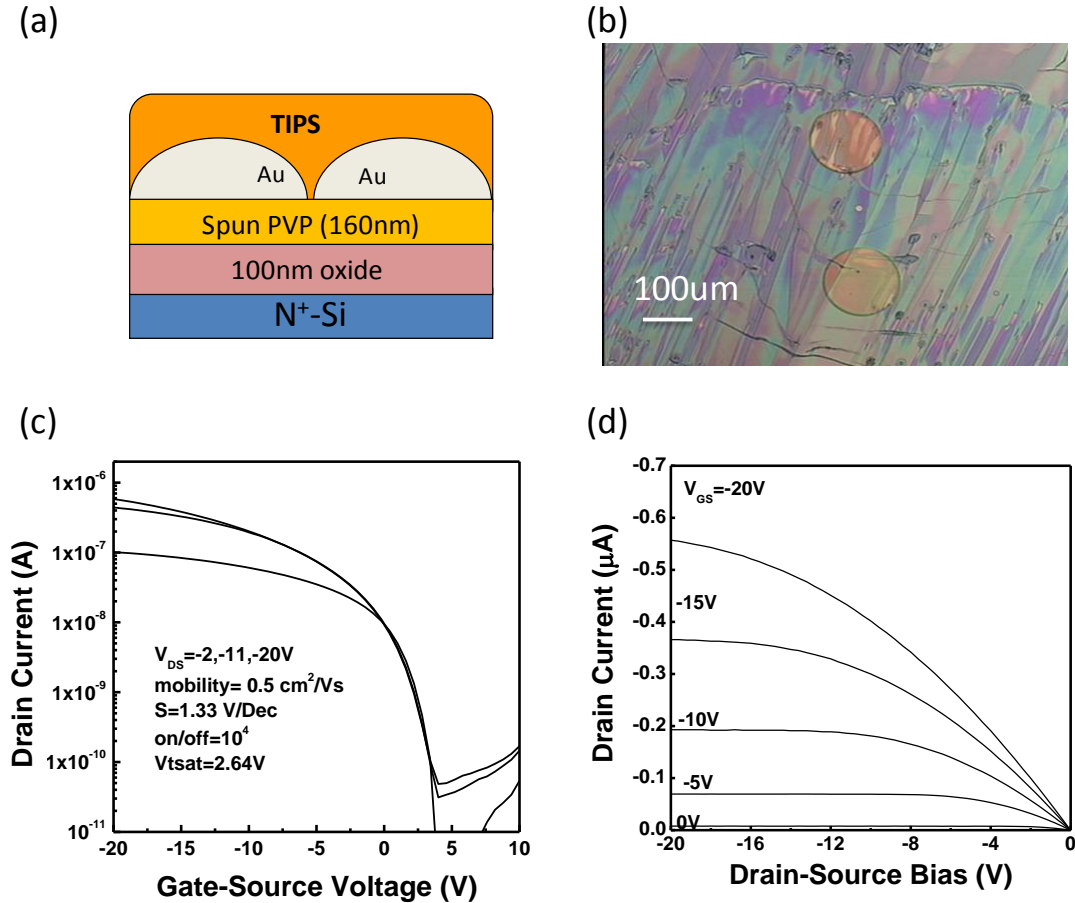 (a)
TIPS
Au
Au
Spun PVP (160nm)
100nm oxide
N⁺-Si
(b)
100um
(c)
Drain Current (A)
1x10⁻⁶
1x10⁻⁷
1x10⁻⁸
1x10⁻⁹
1x10⁻¹⁰
10⁻¹¹
V_DS=-2,-11,-20V
mobility= 0.5 cm²/Vs
S=1.33 V/Dec
on/off=10⁴
Vtsat=2.64V
-20 -15 -10 -5 0 5 10
Gate-Source Voltage (V)
(d)
Drain Current (µA)
-0.7
-0.6
-0.5
-0.4
-0.3
-0.2
-0.1
0.0
V_GS=-20V
-15V
-10V
-5V
0V
-20 -16 -12 -8 -4 0
Drain-Source Bias (V)